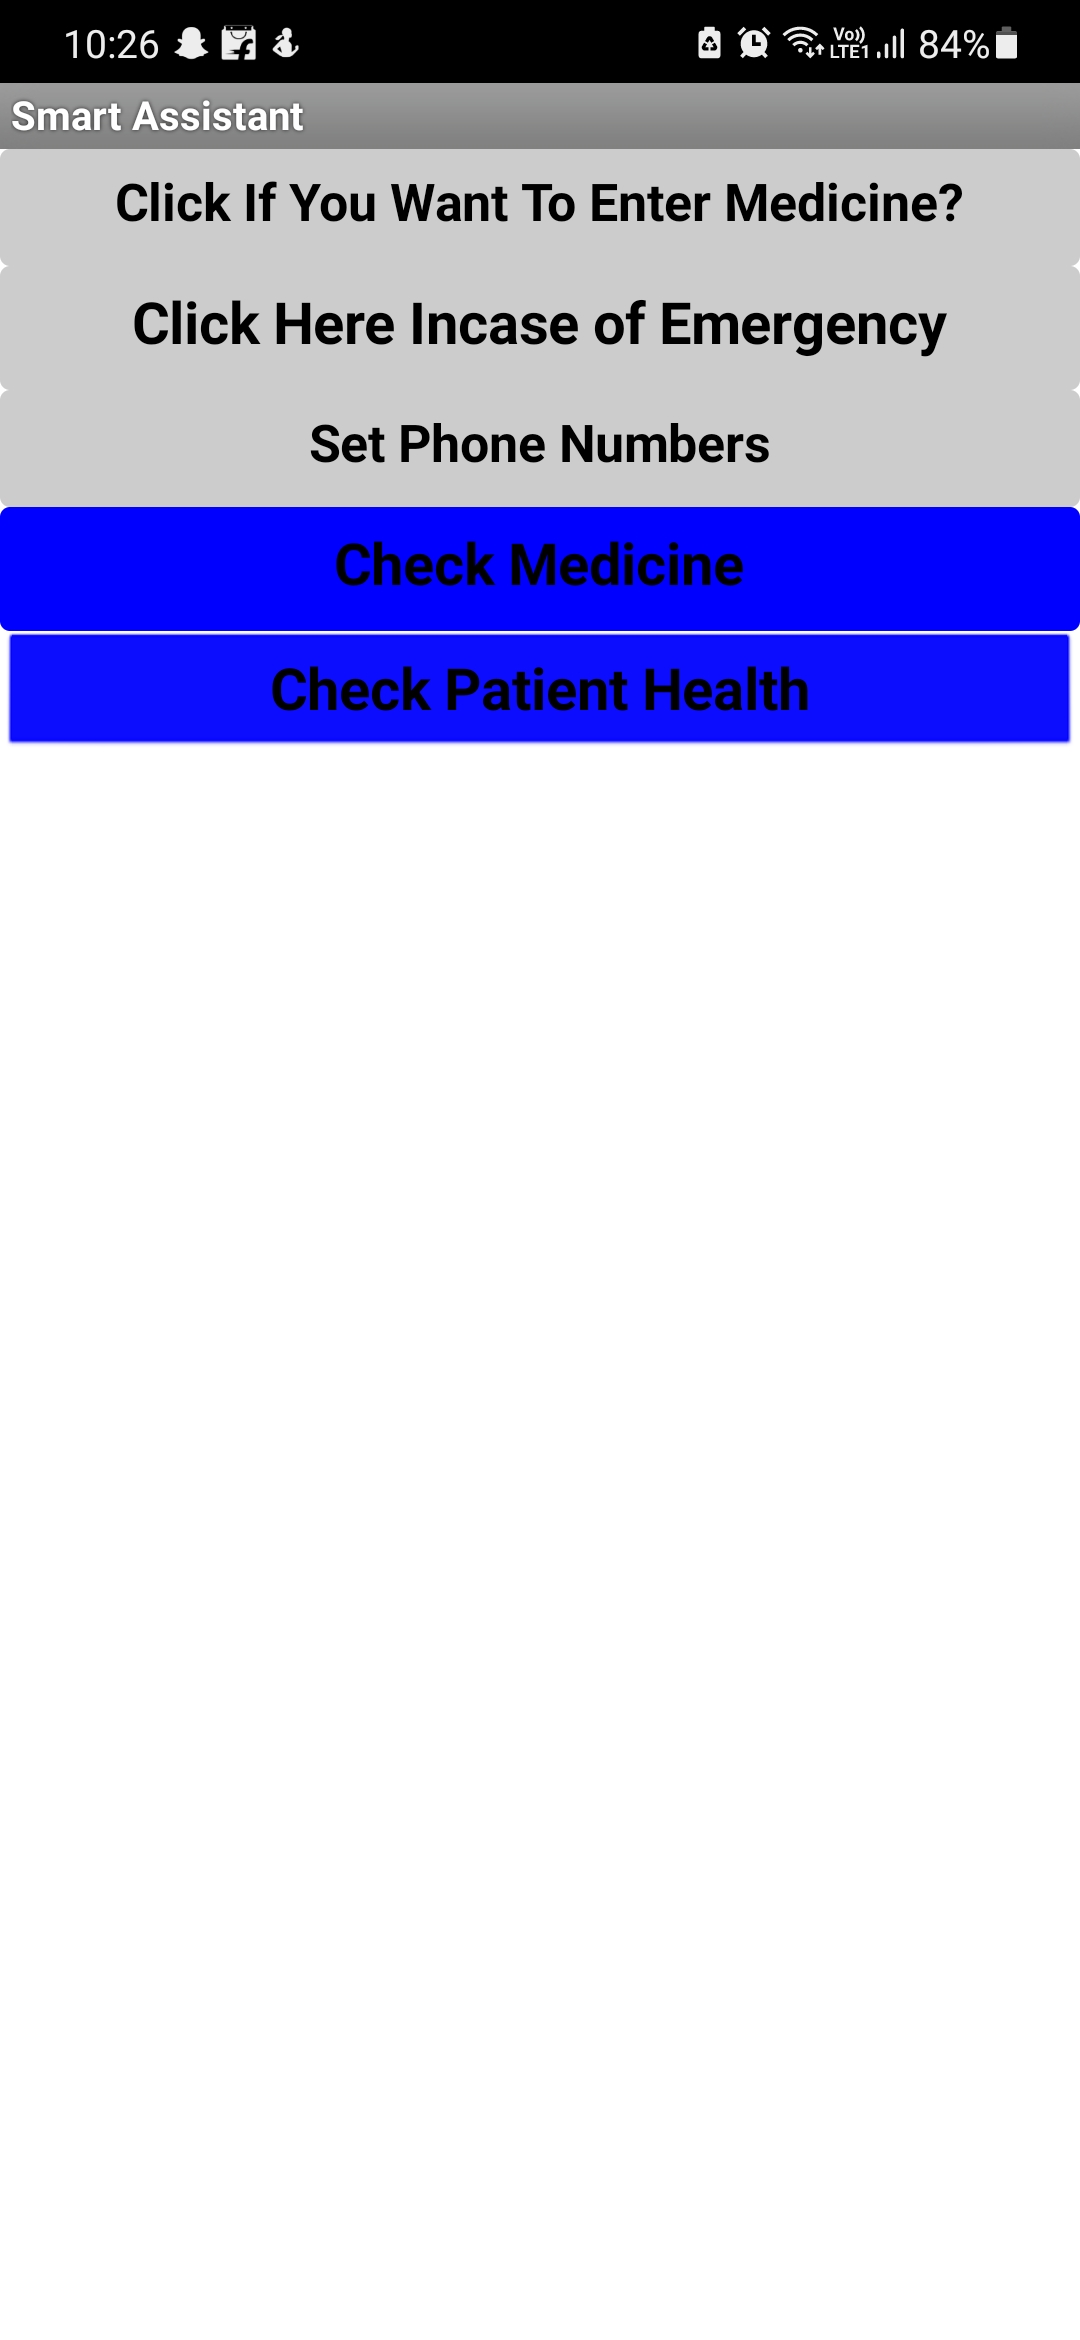 10:26 Vo)) LTE1 84%
Smart Assistant
Click If You Want To Enter Medicine?
Click Here Incase of Emergency
Set Phone Numbers
Check Medicine
Check Patient Health